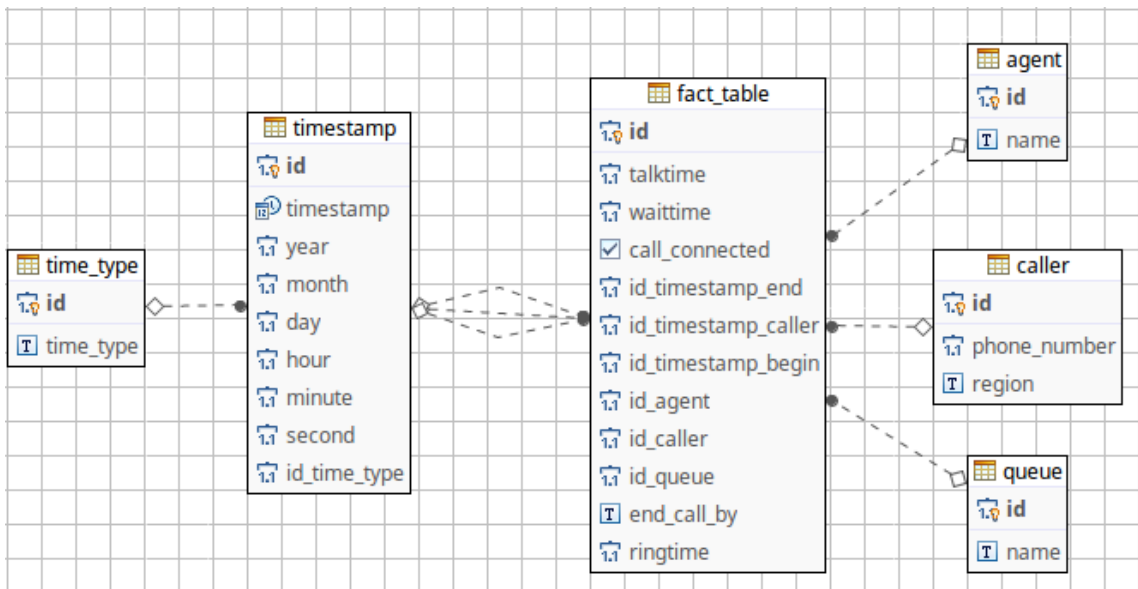 time_type
id
time_type
timestamp
id
timestamp
year
month
day
hour
minute
second
id_time_type
fact_table
id
talktime
waittime
call_connected
id_timestamp_end
id_timestamp_caller
id_timestamp_begin
id_agent
id_caller
id_queue
end_call_by
ringtime
agent
id
name
caller
id
phone_number
region
queue
id
name